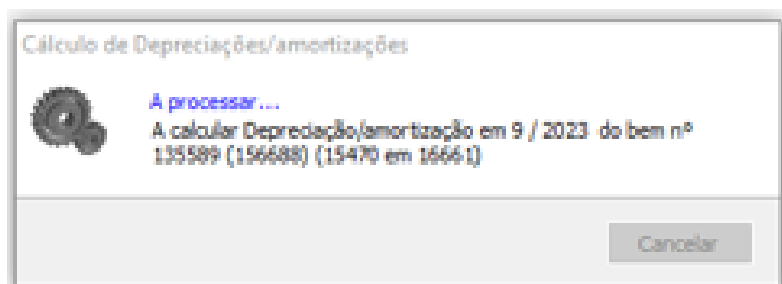 Cálculo de Depreciações/amortizações
A processar...
A calcular Depreciação/amortização em 9 / 2023 do bem nº
135589 (156688) (15470 em 16661)
Cancelar